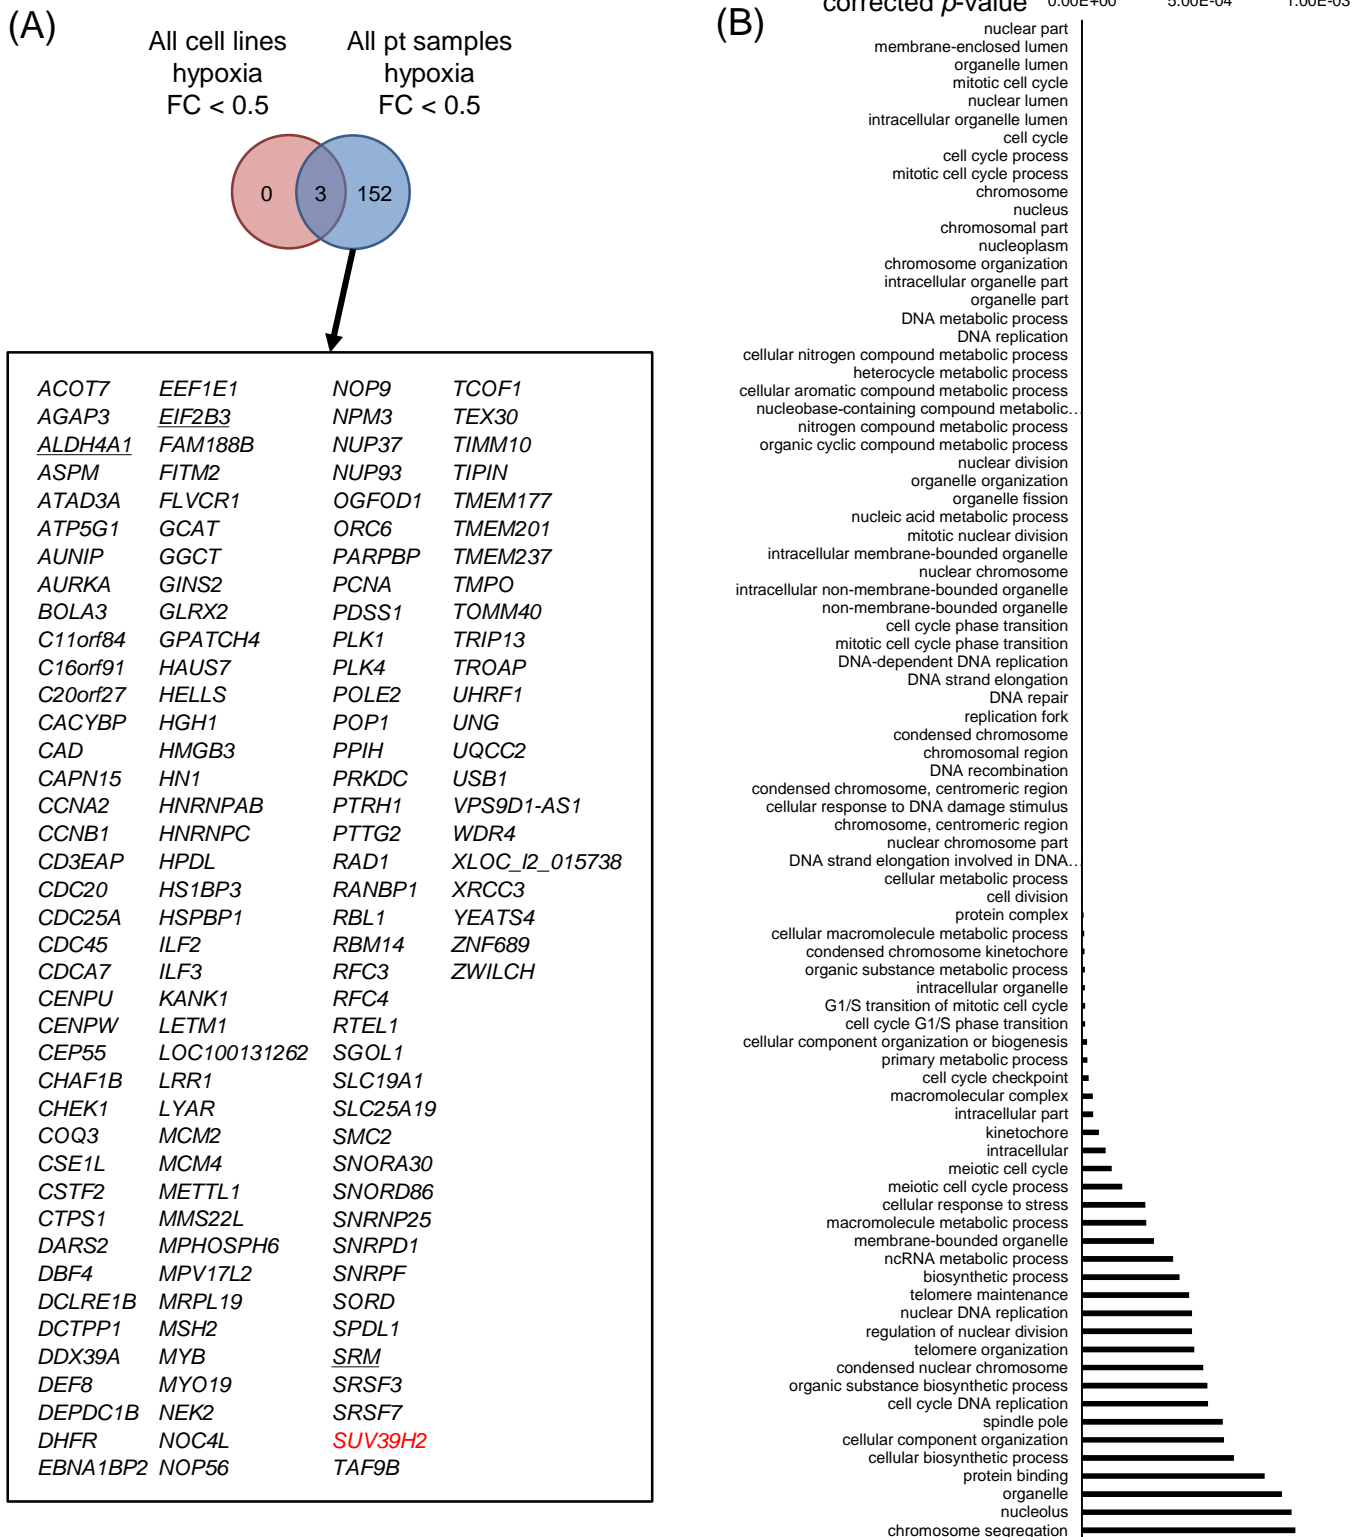 (A)
All cell lines
hypoxia
FC < 0.5
All pt samples
hypoxia
FC < 0.5
0
3
152
ACOT7
AGAP3
ALDH4A1
ASPM
ATAD3A
ATP5G1
AUNIP
AURKA
BOLA3
C11orf84
C16orf91
C20orf27
CACYBP
CAD
CAPN15
CCNA2
CCNB1
CD3EAP
CDC20
CDC25A
CDC45
CDCA7
CENPU
CENPW
CEP55
CHAF1B
CHEK1
COQ3
CSE1L
CSTF2
CTPS1
DARS2
DBF4
DCLRE1B
DCTPP1
DDX39A
DEF8
DEPDC1B
DHFR
EBNA1BP2
EEF1E1
EIF2B3
FAM188B
FITM2
FLVCR1
GCAT
GGCT
GINS2
GLRX2
GPATCH4
HAUS7
HELLS
HGH1
HMGB3
HN1
HNRNPAB
HNRNPC
HPDL
HS1BP3
HSPBP1
ILF2
ILF3
KANK1
LETM1
LOC100131262
LRR1
LYAR
MCM2
MCM4
METTL1
MMS22L
MPHOSPH6
MPV17L2
MRPL19
MSH2
MYB
MYO19
NEK2
NOC4L
NOP56
NOP9
NPM3
NUP37
NUP93
OGFOD1
ORC6
PARPBP
PCNA
PDSS1
PLK1
PLK4
POLE2
POP1
PPIH
PRKDC
PTRH1
PTTG2
RAD1
RANBP1
RBL1
RBM14
RFC3
RFC4
RTEL1
SGOL1
SLC19A1
SLC25A19
SMC2
SNORA30
SNORD86
SNRNP25
SNRPD1
SNRPF
SORD
SPDL1
SRM
SRSF3
SRSF7
SUV39H2
TAF9B
TCOF1
TEX30
TIMM10
TIPIN
TMEM177
TMEM201
TMEM237
TMPO
TOMM40
TRIP13
TROAP
UHRF1
UNG
UQCC2
USB1
VPS9D1-AS1
WDR4
XLOC_l2_015738
XRCC3
YEATS4
ZNF689
ZWILCH
(B)
corrected p-value 0.00E+00 5.00E-04 1.00E-03
nuclear part
membrane-enclosed lumen
organelle lumen
mitotic cell cycle
nuclear lumen
intracellular organelle lumen
cell cycle
cell cycle process
mitotic cell cycle process
chromosome
nucleus
chromosomal part
nucleoplasm
chromosome organization
intracellular organelle part
organelle part
DNA metabolic process
DNA replication
cellular nitrogen compound metabolic process
heterocycle metabolic process
cellular aromatic compound metabolic process
nucleobase-containing compound metabolic…
nitrogen compound metabolic process
organic cyclic compound metabolic process
nuclear division
organelle organization
organelle fission
nucleic acid metabolic process
mitotic nuclear division
intracellular membrane-bounded organelle
nuclear chromosome
intracellular non-membrane-bounded organelle
non-membrane-bounded organelle
cell cycle phase transition
mitotic cell cycle phase transition
DNA-dependent DNA replication
DNA strand elongation
DNA repair
replication fork
condensed chromosome
chromosomal region
DNA recombination
condensed chromosome, centromeric region
cellular response to DNA damage stimulus
chromosome, centromeric region
nuclear chromosome part
DNA strand elongation involved in DNA…
cellular metabolic process
cell division
protein complex
cellular macromolecule metabolic process
condensed chromosome kinetochore
organic substance metabolic process
intracellular organelle
G1/S transition of mitotic cell cycle
cell cycle G1/S phase transition
cellular component organization or biogenesis
primary metabolic process
cell cycle checkpoint
macromolecular complex
intracellular part
kinetochore
intracellular
meiotic cell cycle
meiotic cell cycle process
cellular response to stress
macromolecule metabolic process
membrane-bounded organelle
ncRNA metabolic process
biosynthetic process
telomere maintenance
nuclear DNA replication
regulation of nuclear division
telomere organization
condensed nuclear chromosome
organic substance biosynthetic process
cell cycle DNA replication
spindle pole
cellular component organization
cellular biosynthetic process
protein binding
organelle
nucleolus
chromosome segregation